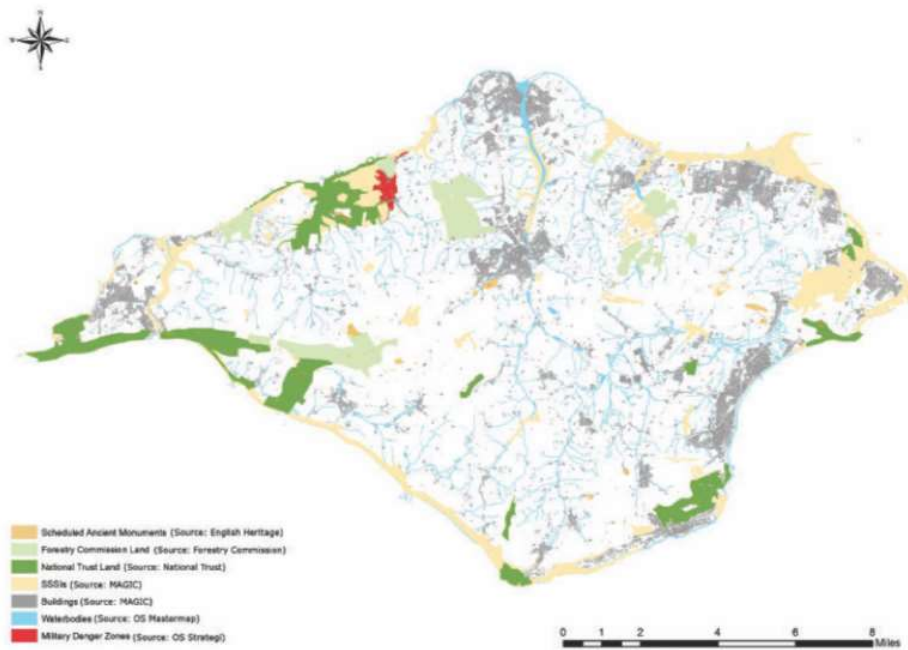 Scheduled Ancient Monuments (Source: English Heritage)
Forestry Commission Land (Source: Forestry Commission)
National Trust Land (Source: National Trust)
SSSIs (Source: MAGIC)
Buildings (Source: MAGIC)
Waterbodies (Source: OS Mastermap)
Military Danger Zones (Source: OS Strategi)
0 1 2 4 6 8
Miles